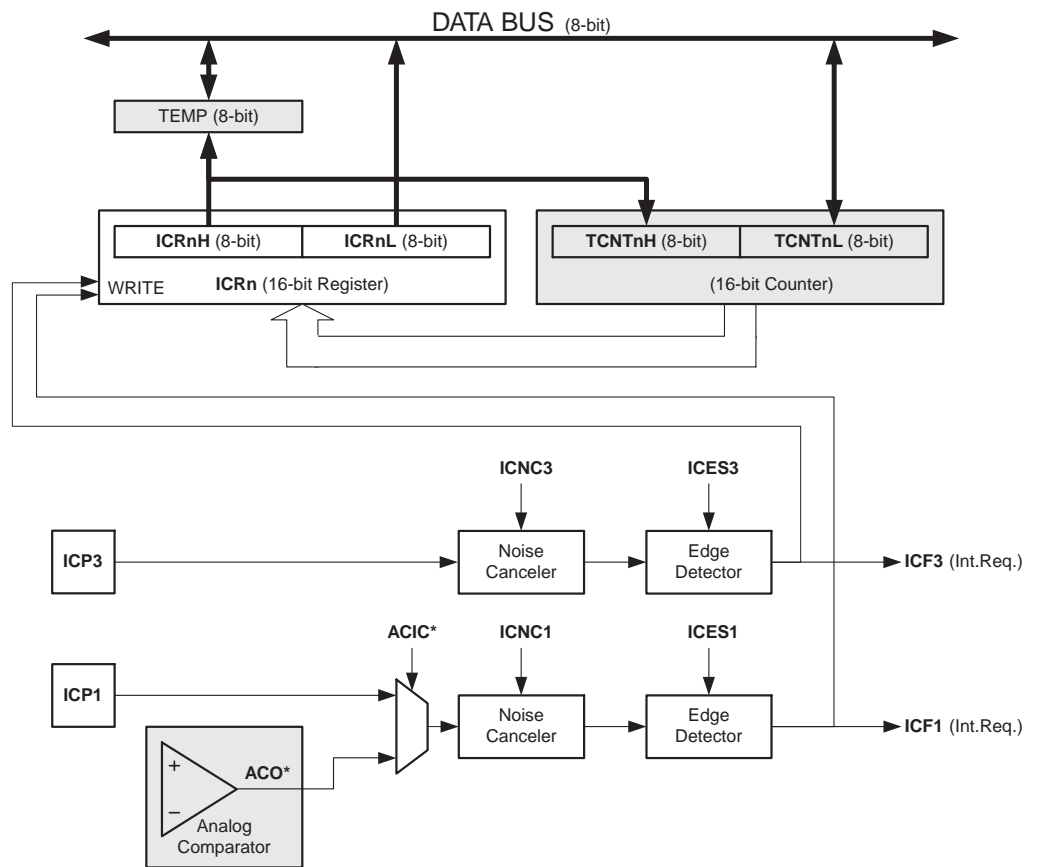 DATA BUS (8-bit)
TEMP (8-bit)
ICRnH (8-bit)
ICRnL (8-bit)
TCNTnH (8-bit)
TCNTnL (8-bit)
WRITE
ICRn (16-bit Register)
(16-bit Counter)
ICNC3
ICES3
ICP3
Noise
Canceler
Edge
Detector
ICF3 (Int.Req.)
ACIC*
ICNC1
ICES1
ICP1
Noise
Canceler
Edge
Detector
ICF1 (Int.Req.)
+
ACO*
−
Analog
Comparator